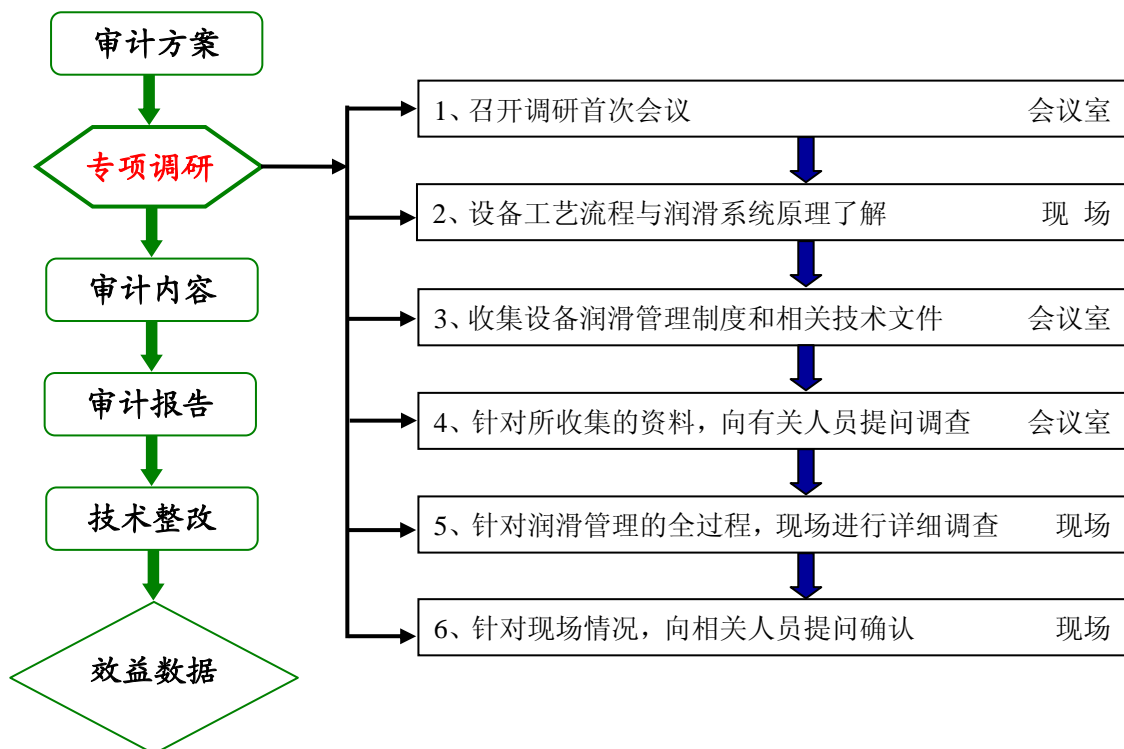 审计方案
专项调研
审计内容
审计报告
技术整改
效益数据
1、召开调研首次会议 会议室
2、设备工艺流程与润滑系统原理了解 现 场
3、收集设备润滑管理制度和相关技术文件 会议室
4、针对所收集的资料，向有关人员提问调查 会议室
5、针对润滑管理的全过程，现场进行详细调查 现场
6、针对现场情况，向相关人员提问确认 现场